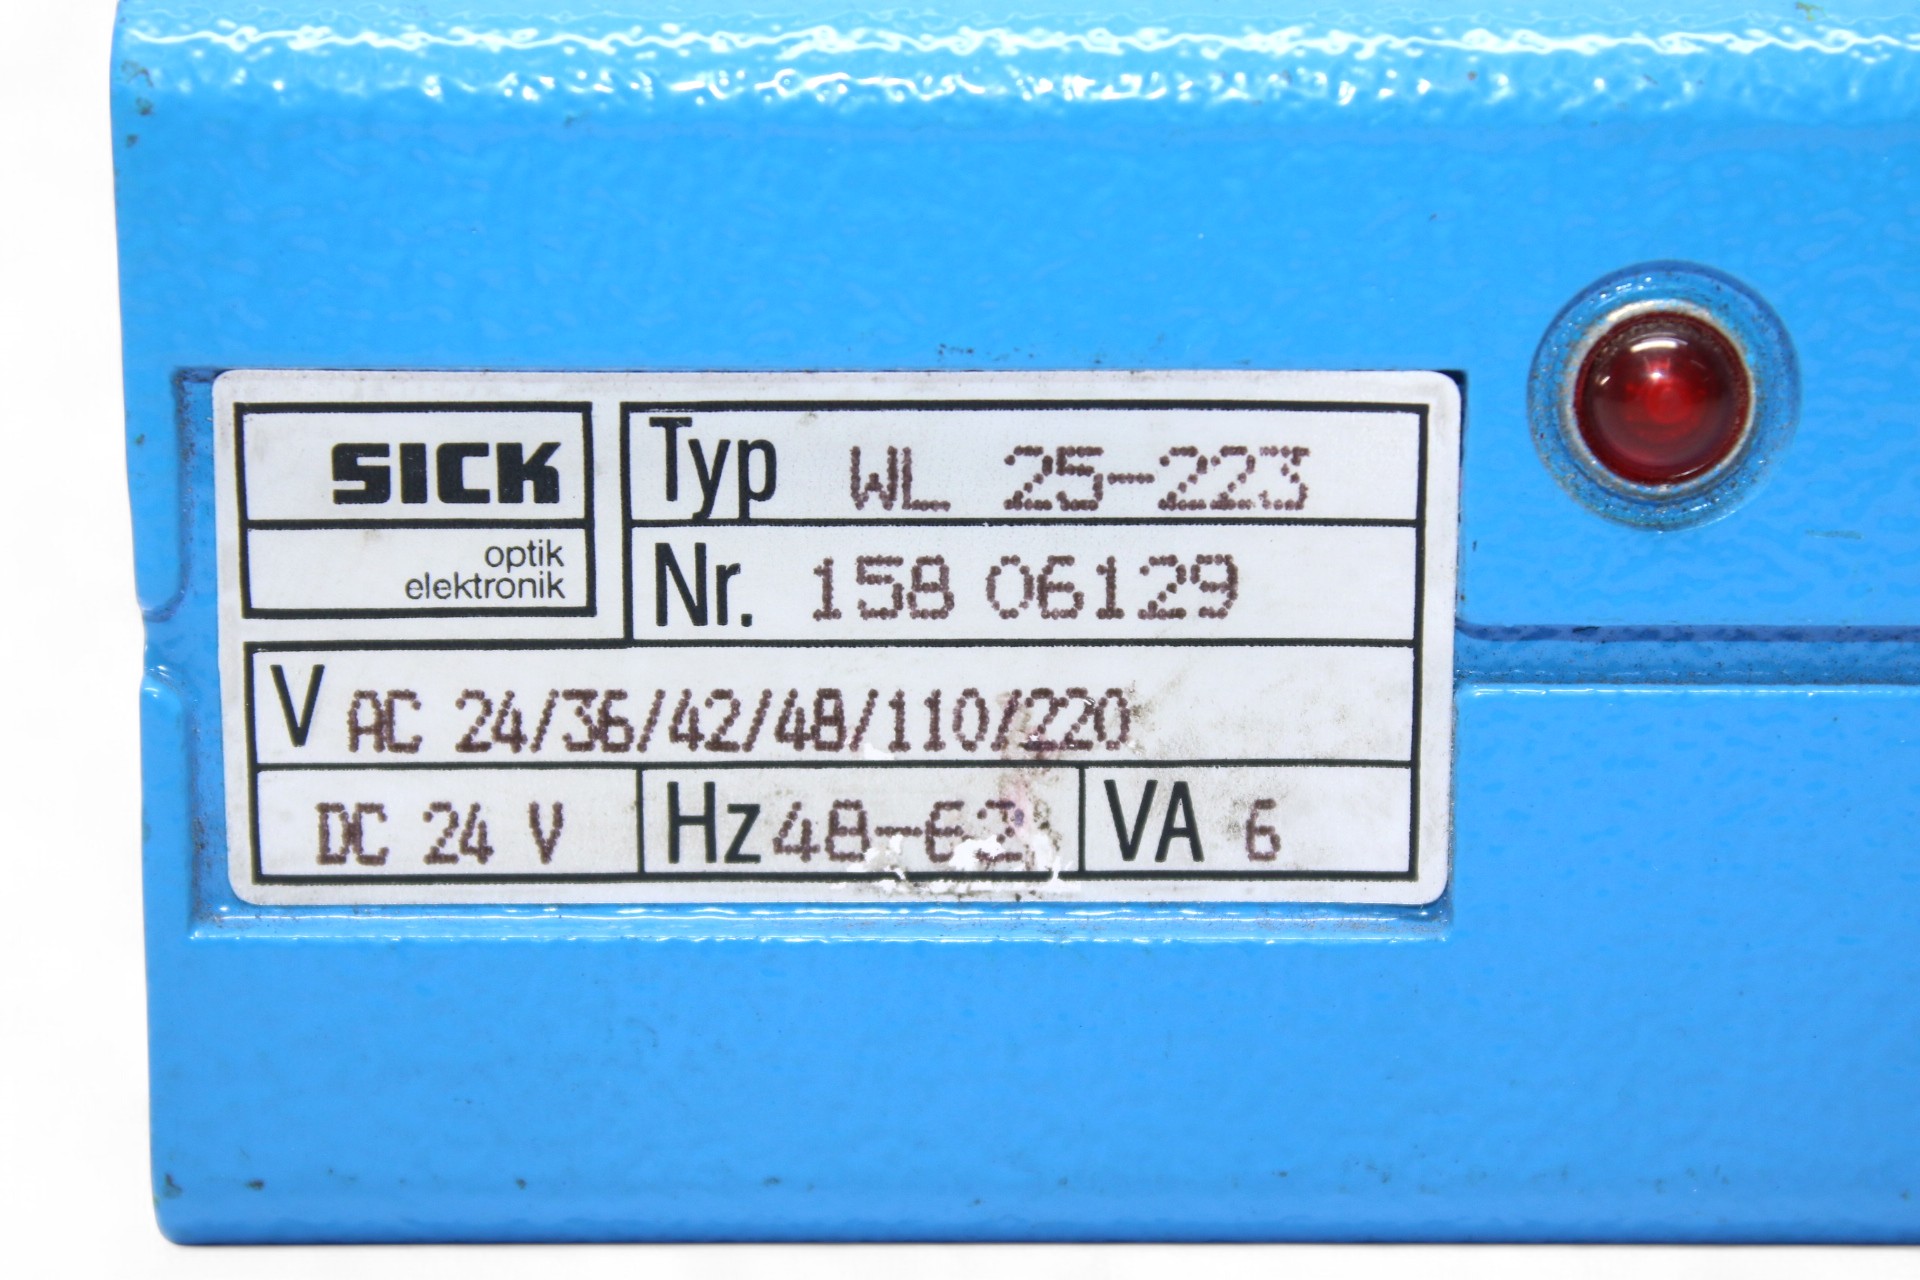 SICK
optik
elektronik
Typ WL 25-223
Nr. 158 06129
V AC 24/36/42/48/110/220
DC 24 V Hz 48-62 VA 6